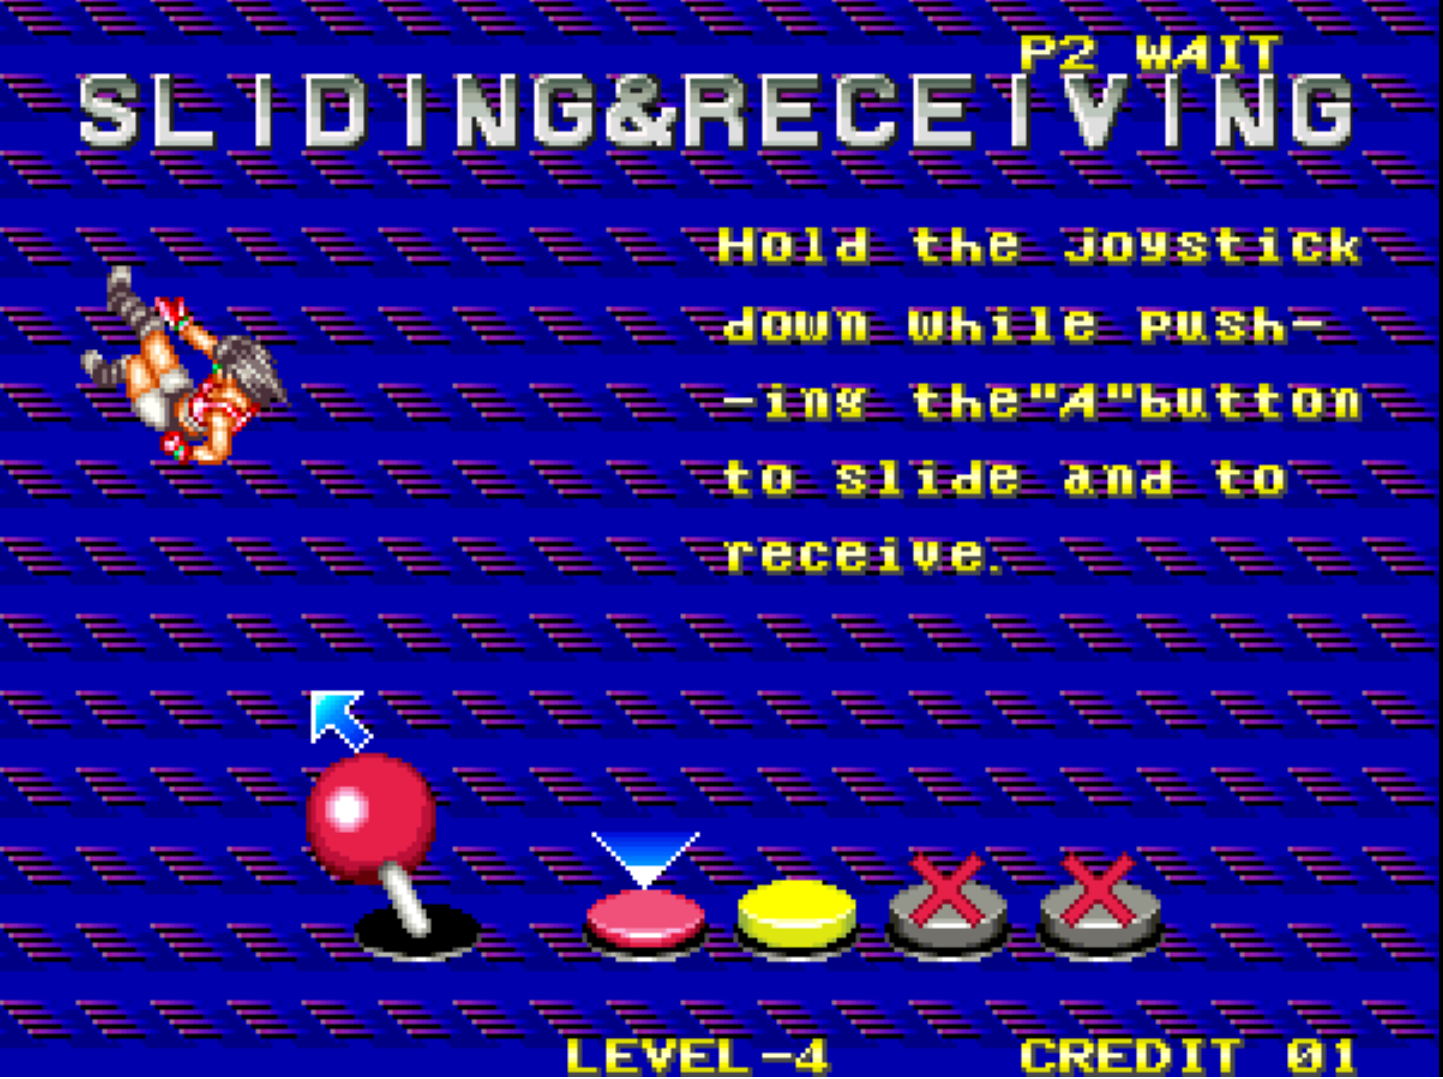 P2 WAIT
SLIDING&RECEIVING
Hold the joystick
down while push-
-ing the"A"button
to slide and to
receive.
LEVEL-4
CREDIT 01